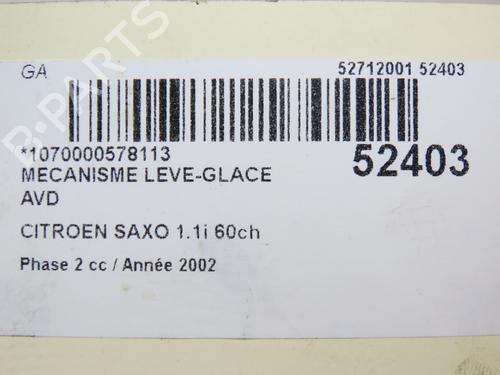 GA 52712001 52403
*1070000578113 52403
MECANISME LEVE-GLACE
AVD
CITROEN SAXO 1.1i 60ch
Phase 2 cc / Année 2002
B-PARTS